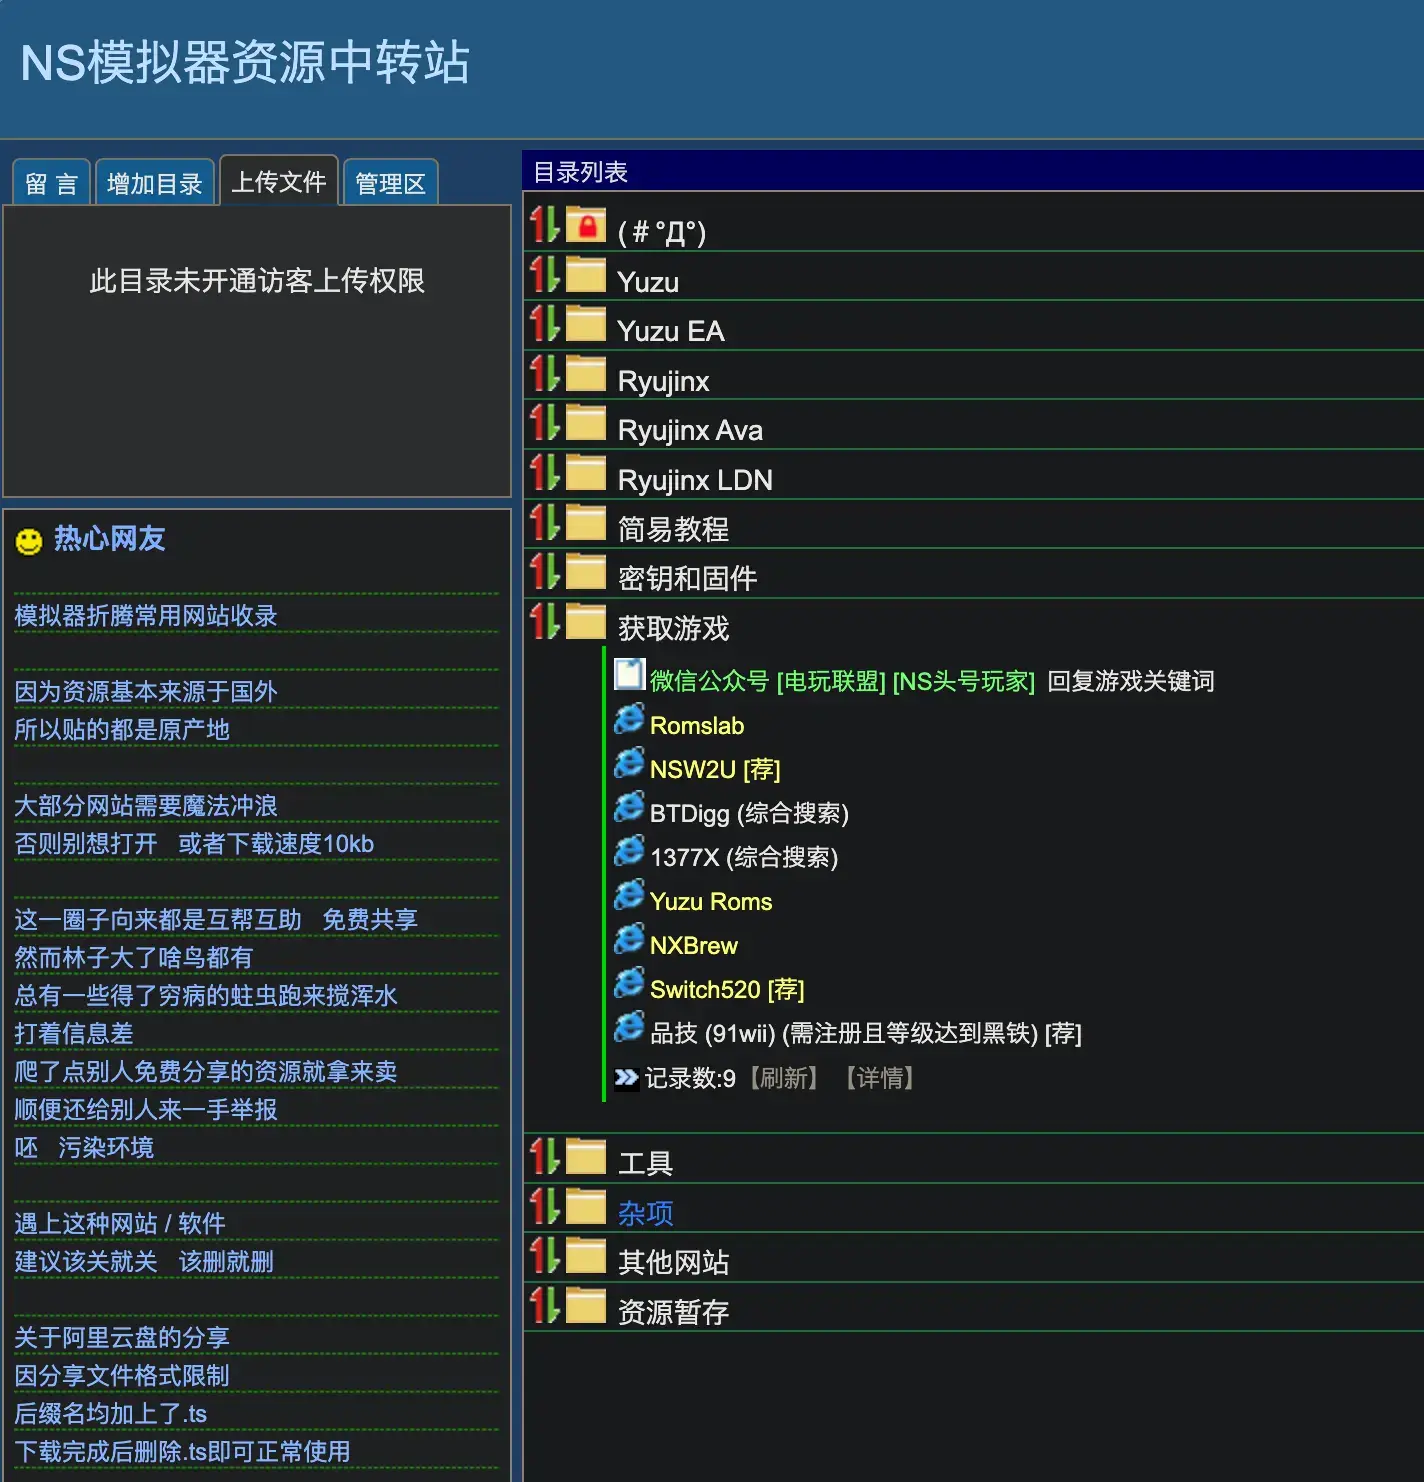 NS模拟器资源中转站
留 言
增加目录
上传文件
管理区
此目录未开通访客上传权限
热心网友
模拟器折腾常用网站收录
因为资源基本来源于国外
所以贴的都是原产地
大部分网站需要魔法冲浪
否则别想打开 或者下载速度10kb
这一圈子向来都是互帮互助 免费共享
然而林子大了啥鸟都有
总有一些得了穷病的蛀虫跑来搅浑水
打着信息差
爬了点别人免费分享的资源就拿来卖
顺便还给别人来一手举报
呸 污染环境
遇上这种网站 / 软件
建议该关就关 该删就删
关于阿里云盘的分享
因分享文件格式限制
后缀名均加上了.ts
下载完成后删除.ts即可正常使用
目录列表
(＃°Д°)
Yuzu
Yuzu EA
Ryujinx
Ryujinx Ava
Ryujinx LDN
简易教程
密钥和固件
获取游戏
微信公众号 [电玩联盟] [NS头号玩家] 回复游戏关键词
Romslab
NSW2U [荐]
BTDigg (综合搜索)
1377X (综合搜索)
Yuzu Roms
NXBrew
Switch520 [荐]
品技 (91wii) (需注册且等级达到黑铁) [荐]
记录数:9 【刷新】 【详情】
工具
杂项
其他网站
资源暂存